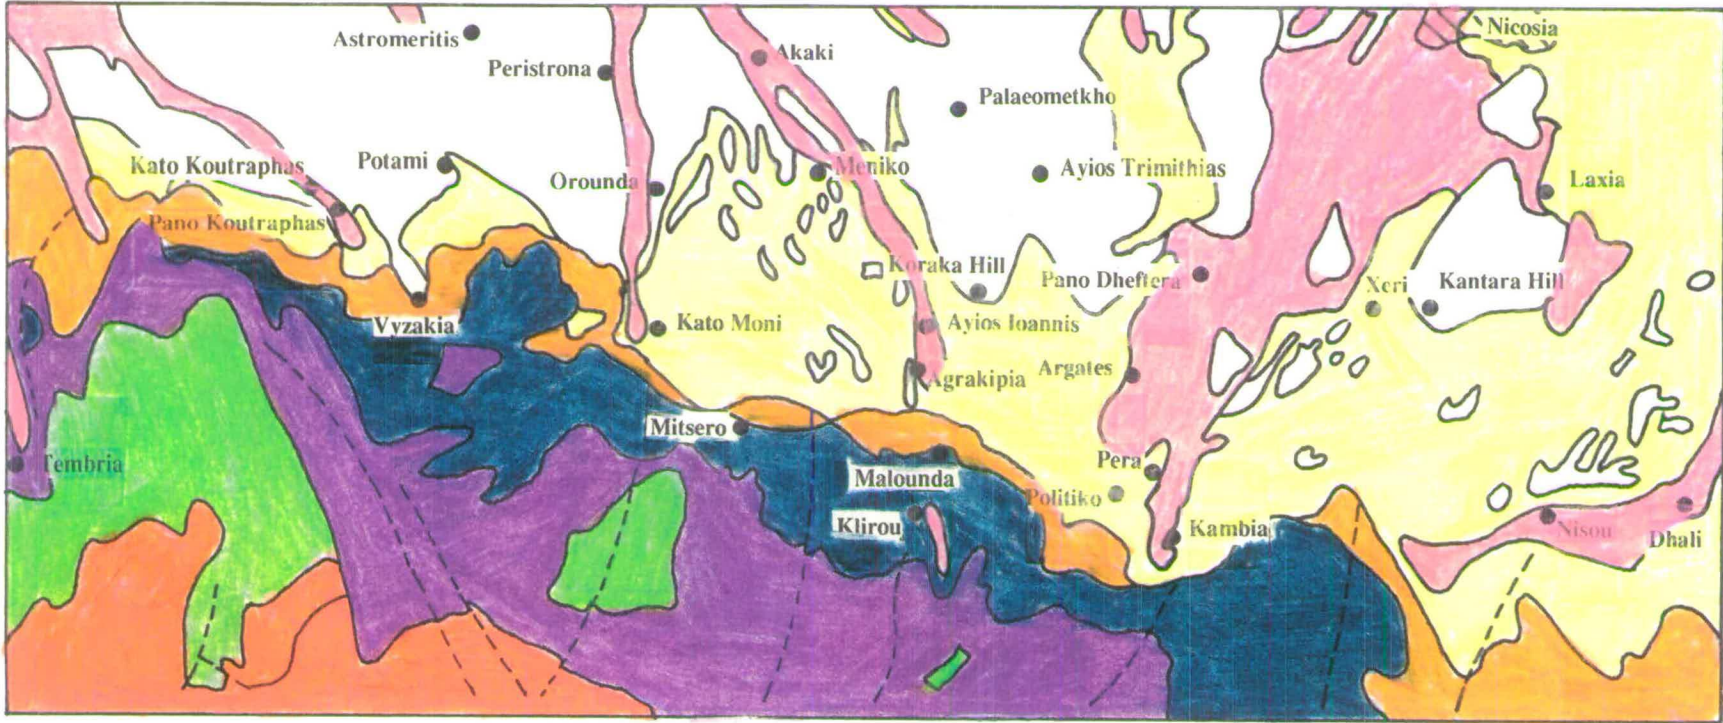 Nicosia
Astromeritis
Akaki
Peristrona
Palaeometkho
Kato Koutraphas
Potami
Meniko
Ayios Trimithias
Orounda
Laxia
Pano Koutraphas
Koraka Hill
Pano Dheftera
Xeri
Kantara Hill
Vyzakia
Kato Moni
Ayios Ioannis
Argates
Agrakipia
Mitsero
Tembria
Pera
Malounda
Politiko
Klirou
Kambia
Nisou
Dhali